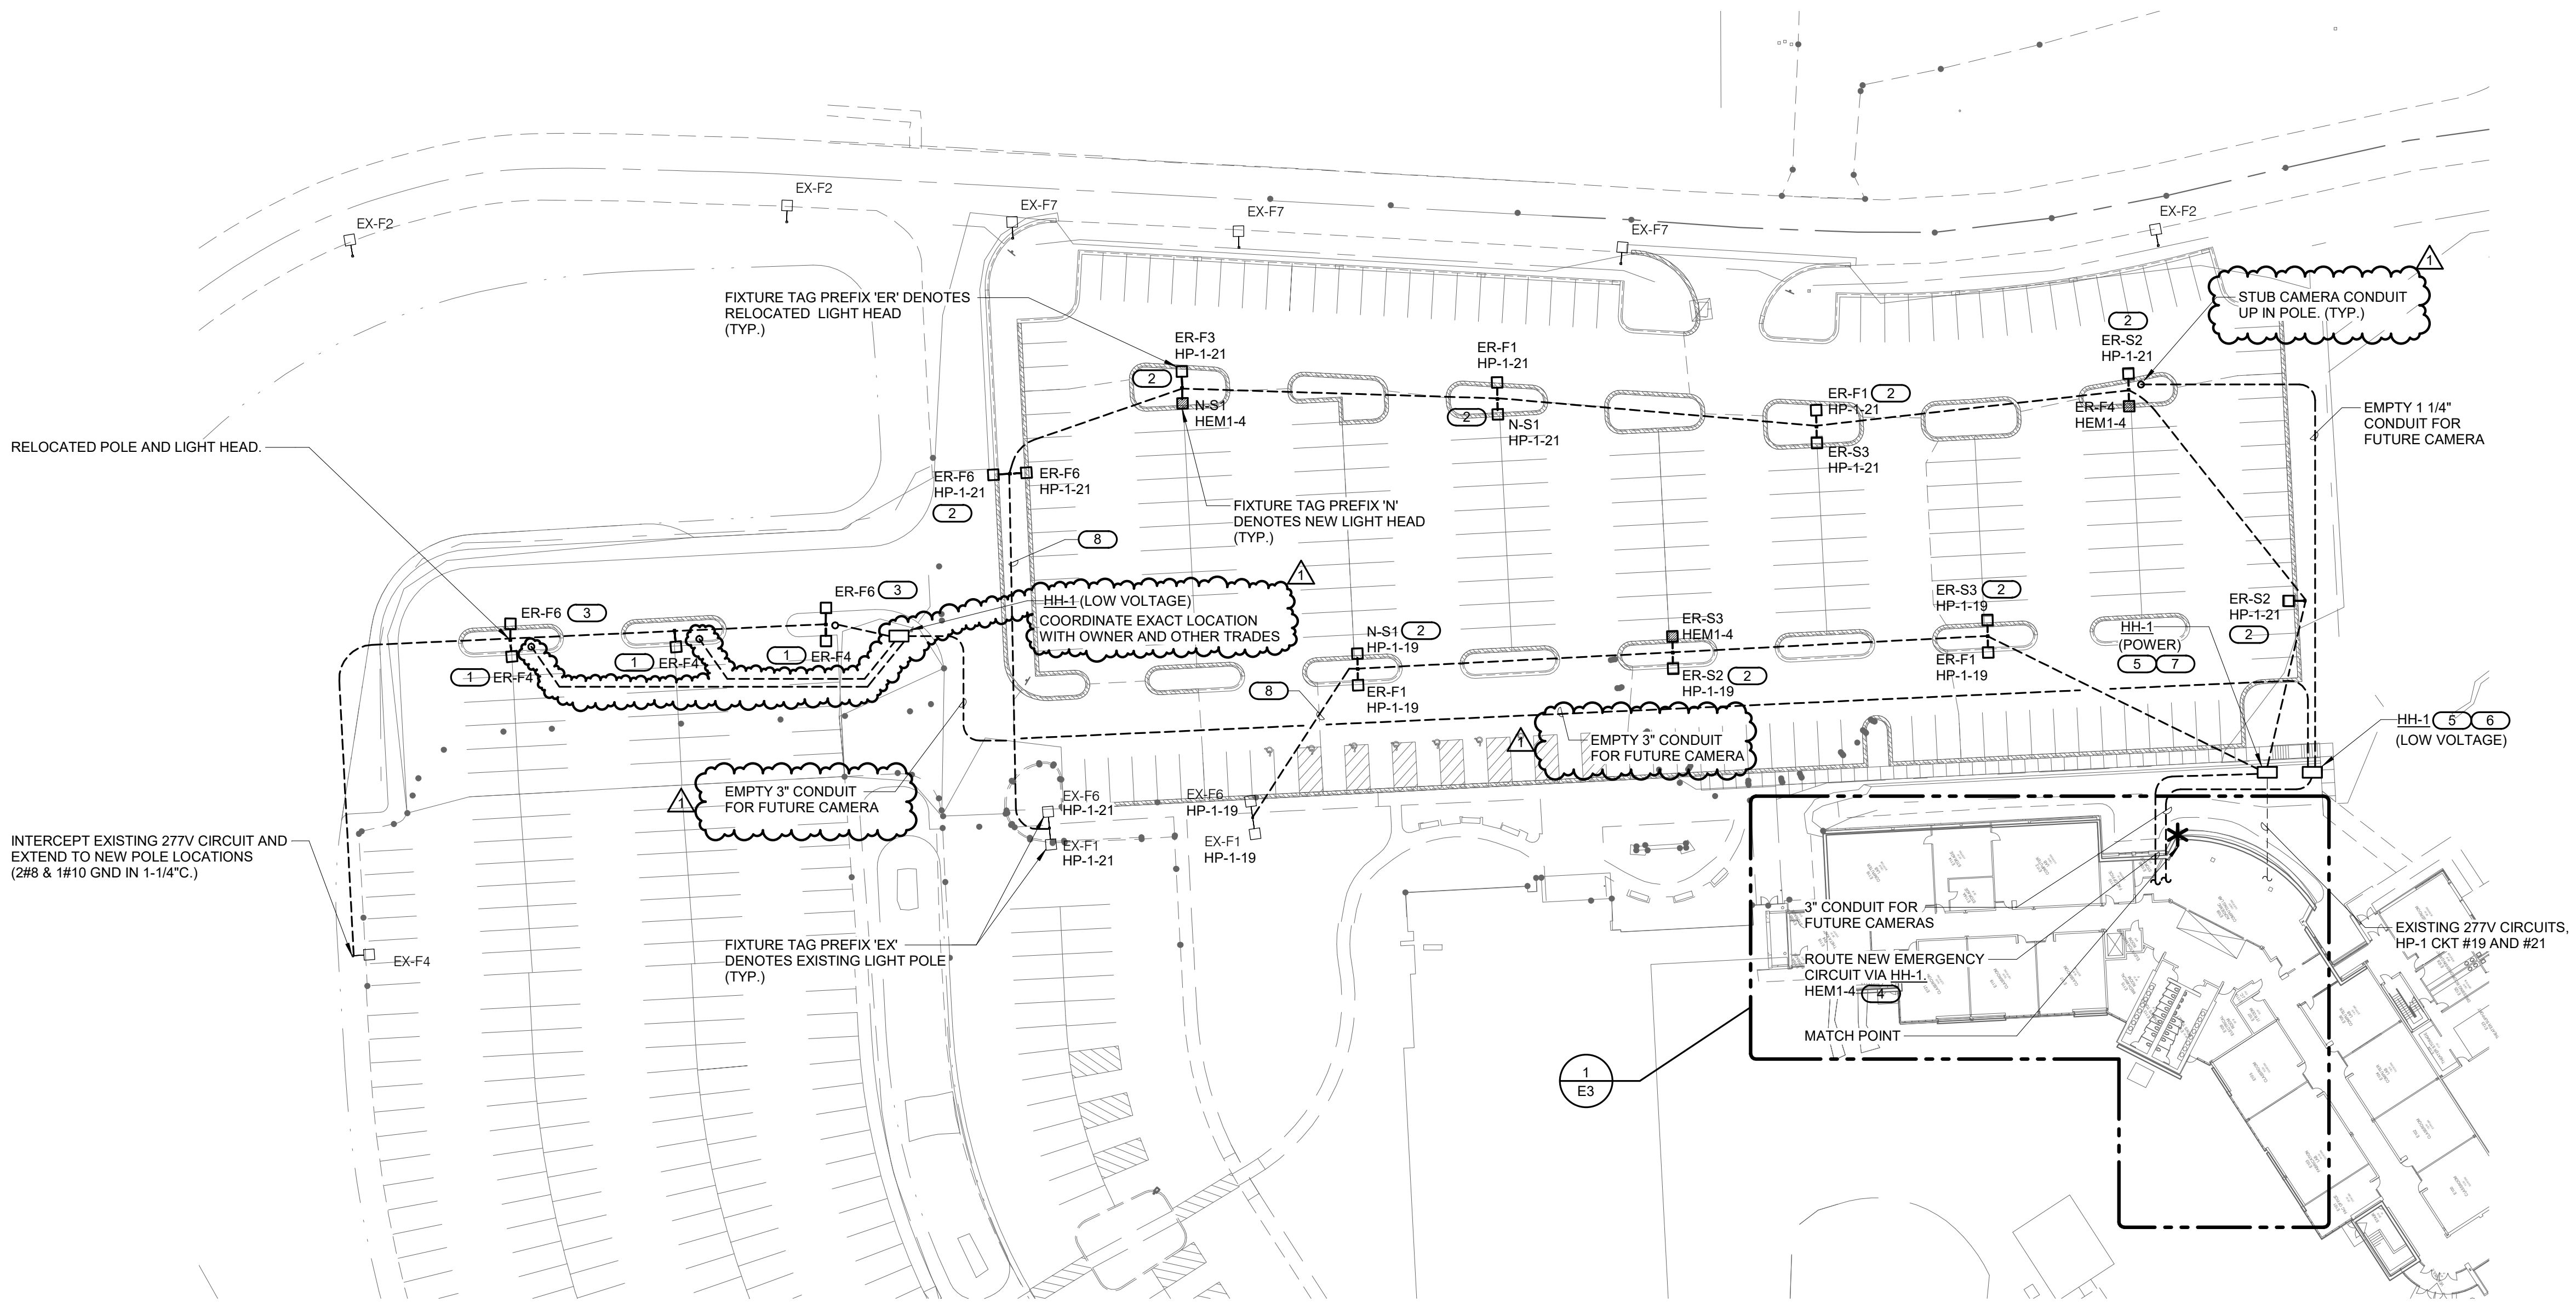 EX-F2
EX-F2
EX-F7
EX-F7
EX-F7
EX-F2
1
STUB CAMERA CONDUIT
UP IN POLE. (TYP.)
FIXTURE TAG PREFIX 'ER' DENOTES
RELOCATED LIGHT HEAD
(TYP.)
ER-F3
HP-1-21
2
N-S1
HEM1-4
ER-F1
HP-1-21
2
N-S1
HP-1-21
ER-F1
HP-1-21
2
ER-S3
HP-1-21
2
ER-S2
HP-1-21
ER-F4
HEM1-4
EMPTY 1 1/4"
CONDUIT FOR
FUTURE CAMERA
RELOCATED POLE AND LIGHT HEAD.
ER-F6
HP-1-21
2
ER-F6
HP-1-21
FIXTURE TAG PREFIX 'N'
DENOTES NEW LIGHT HEAD
(TYP.)
8
1
HH-1 (LOW VOLTAGE)
COORDINATE EXACT LOCATION
WITH OWNER AND OTHER TRADES
ER-F6
3
ER-F6
3
1
ER-F4
1
ER-F4
1
ER-F4
N-S1
2
HP-1-19
ER-F1
HP-1-19
8
ER-S3
HEM1-4
ER-S2
2
HP-1-19
ER-S3
2
HP-1-19
ER-F1
HP-1-19
ER-S2
HP-1-21
2
HH-1
(POWER)
5
7
HH-1
5
6
(LOW VOLTAGE)
1
EMPTY 3" CONDUIT
FOR FUTURE CAMERA
1
EMPTY 3" CONDUIT
FOR FUTURE CAMERA
EX-F6
HP-1-21
EX-F1
HP-1-21
EX-F6
HP-1-19
EX-F1
HP-1-19
INTERCEPT EXISTING 277V CIRCUIT AND
EXTEND TO NEW POLE LOCATIONS
(2#8 & 1#10 GND IN 1-1/4"C.)
EX-F4
FIXTURE TAG PREFIX 'EX'
DENOTES EXISTING LIGHT POLE
(TYP.)
3" CONDUIT FOR
FUTURE CAMERAS
ROUTE NEW EMERGENCY
CIRCUIT VIA HH-1.
HEM1-4
4
MATCH POINT
EXISTING 277V CIRCUITS,
HP-1 CKT #19 AND #21
1
E3